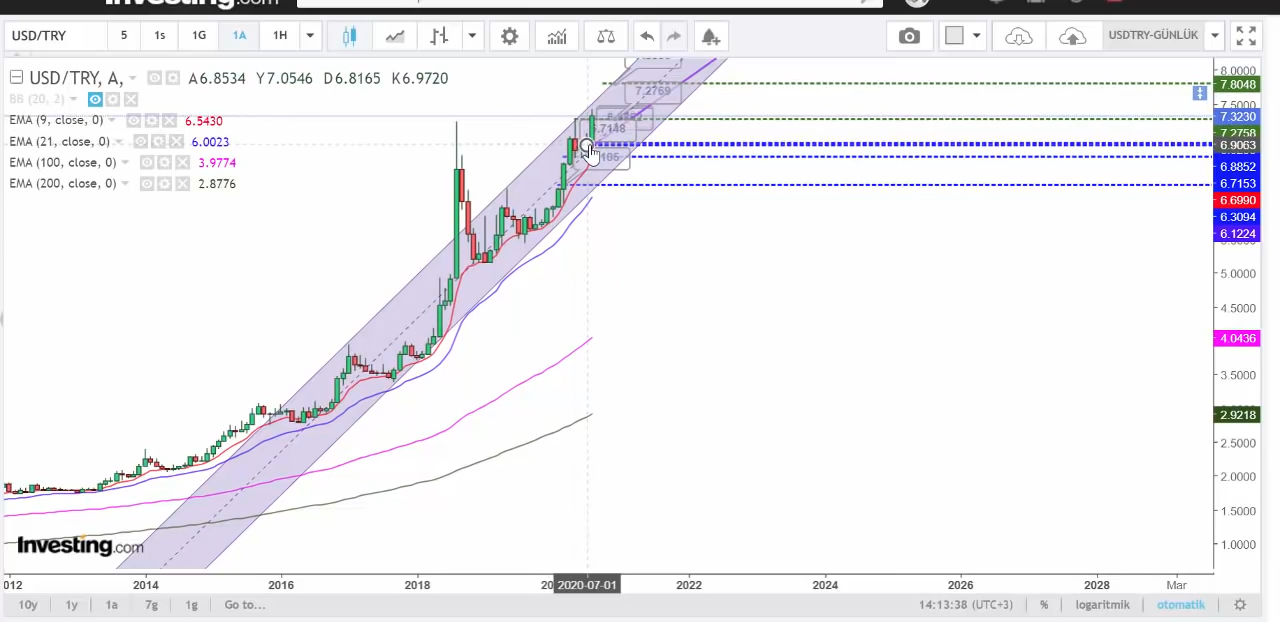 Investing.com
USD/TRY 5 1s 1G 1A 1H USDTRY-GÜNLÜK
USD/TRY, A, A6.8534 Y7.0546 D6.8165 K6.9720
BB (20, 2)
EMA (9, close, 0) 6.5430
EMA (21, close, 0) 6.0023
EMA (100, close, 0) 3.9774
EMA (200, close, 0) 2.8776
7.2769
8.0000
7.8048
7.5000
7.3230
7.2758
6.9063
6.8852
6.7153
6.6990
6.3094
6.1224
5.0000
4.5000
4.0436
3.5000
2.9218
2.5000
2.0000
1.5000
1.0000
Investing.com
012 2014 2016 2018 20 2020-07-01 2022 2024 2026 2028 Mar
10y 1y 1a 7g 1g Go to... 14:13:38 (UTC+3) % logaritmik otomatik